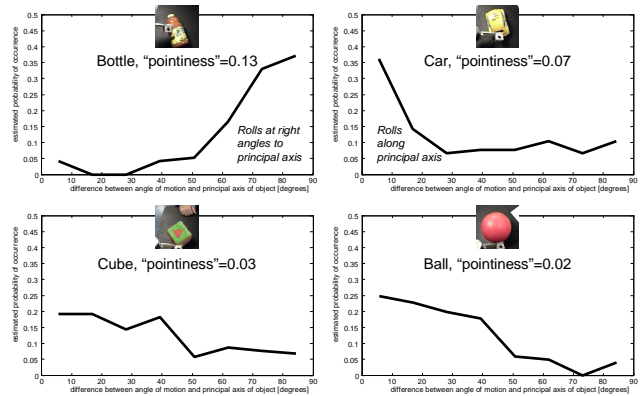 Bottle, “pointiness”=0.13
Rolls at right
angles to
principal axis
estimated probability of occurrence
0.5
0.45
0.4
0.35
0.3
0.25
0.2
0.15
0.1
0.05
0
0 10 20 30 40 50 60 70 80 90
difference between angle of motion and principal axis of object [degrees]
Car, “pointiness”=0.07
Rolls
along
principal axis
estimated probability of occurrence
0.5
0.45
0.4
0.35
0.3
0.25
0.2
0.15
0.1
0.05
0
0 10 20 30 40 50 60 70 80 90
difference between angle of motion and principal axis of object [degrees]
Cube, “pointiness”=0.03
estimated probability of occurrence
0.5
0.45
0.4
0.35
0.3
0.25
0.2
0.15
0.1
0.05
0
0 10 20 30 40 50 60 70 80 90
difference between angle of motion and principal axis of object [degrees]
Ball, “pointiness”=0.02
estimated probability of occurrence
0.5
0.45
0.4
0.35
0.3
0.25
0.2
0.15
0.1
0.05
0
0 10 20 30 40 50 60 70 80 90
difference between angle of motion and principal axis of object [degrees]